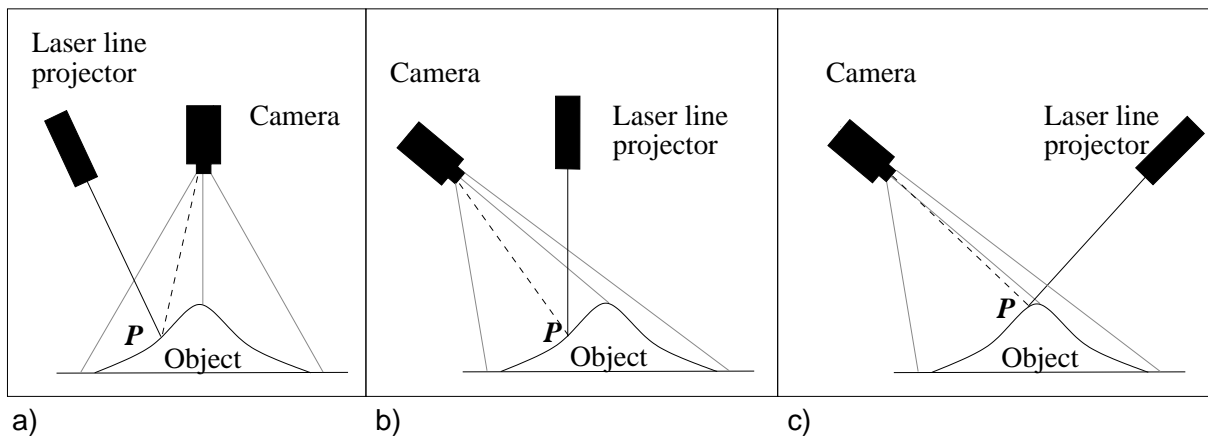 Laser line
projector
Camera
P
Object
a)
Camera
Laser line
projector
P
Object
b)
Camera
Laser line
projector
P
Object
c)